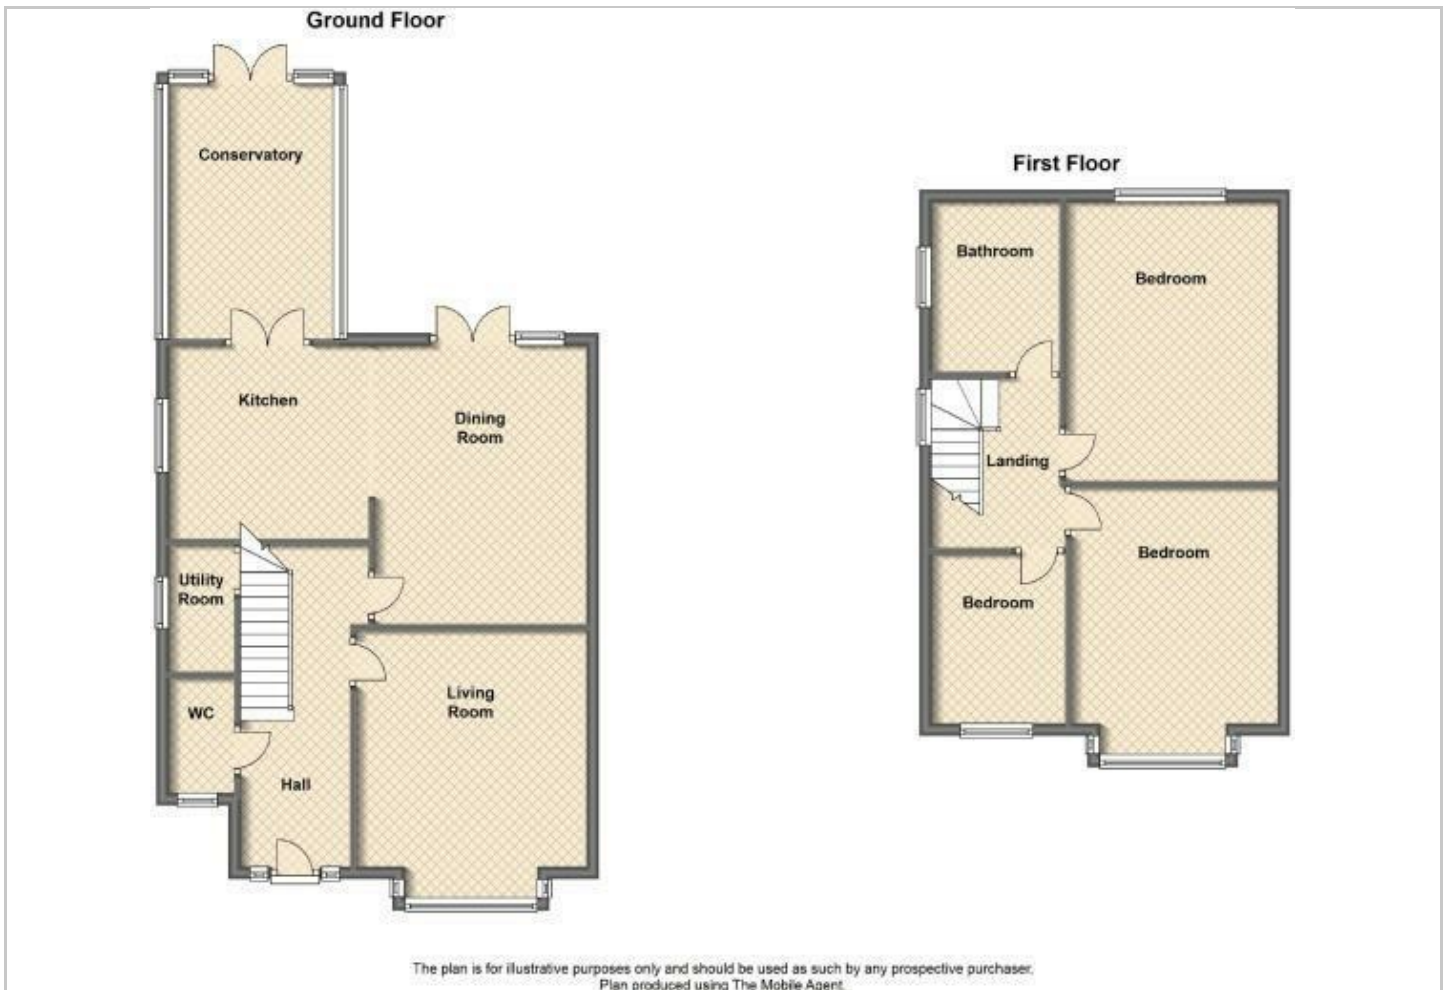 Ground Floor
Conservatory
Kitchen
Dining
Room
Utility
Room
WC
Living
Room
Hall
First Floor
Bathroom
Bedroom
Landing
Bedroom
Bedroom
The plan is for illustrative purposes only and should be used as such by any prospective purchaser.
Plan produced using The Mobile Agent.